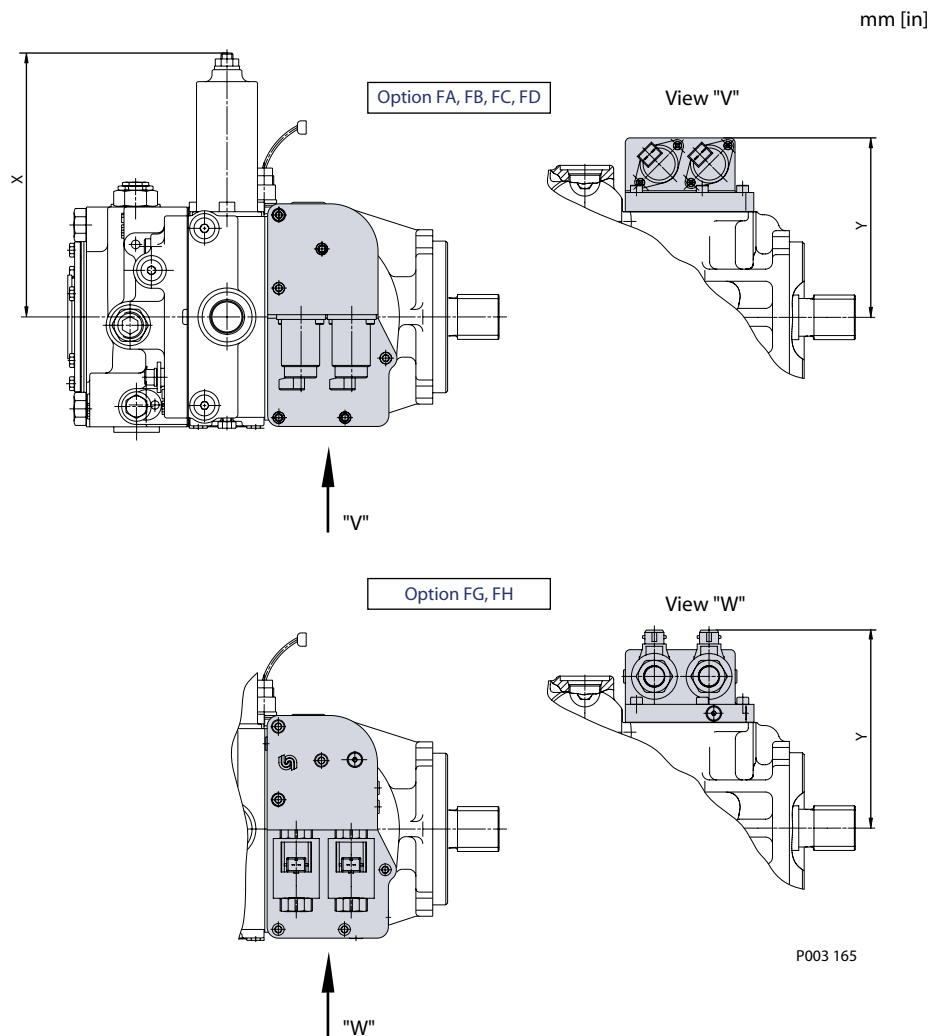 mm [in]
Option FA, FB, FC, FD
View "V"
X
Y
"V"
Option FG, FH
View "W"
Y
P003 165
"W"